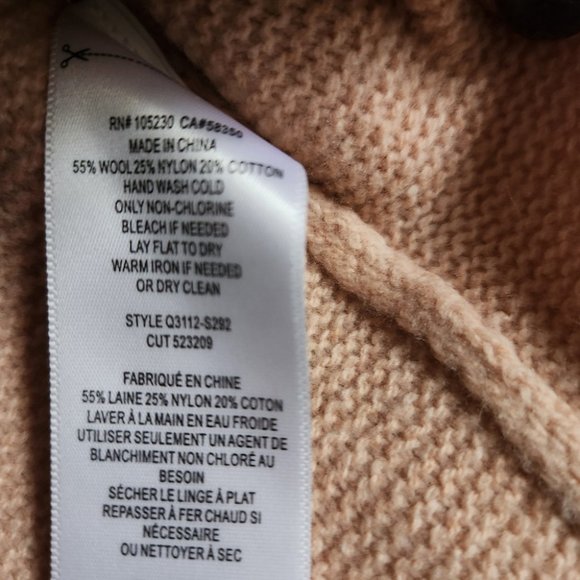 RN# 105230 CA#58350
MADE IN CHINA
55% WOOL 25% NYLON 20% COTTON
HAND WASH COLD
ONLY NON-CHLORINE
BLEACH IF NEEDED
LAY FLAT TO DRY
WARM IRON IF NEEDED
OR DRY CLEAN
STYLE Q3112-S292
CUT 523209
FABRIQUÉ EN CHINE
55% LAINE 25% NYLON 20% COTON
LAVER À LA MAIN EN EAU FROIDE
UTILISER SEULEMENT UN AGENT DE
BLANCHIMENT NON CHLORÉ AU
BESOIN
SÉCHER LE LINGE À PLAT
REPASSER À FER CHAUD SI
NÉCESSAIRE
OU NETTOYER À SEC